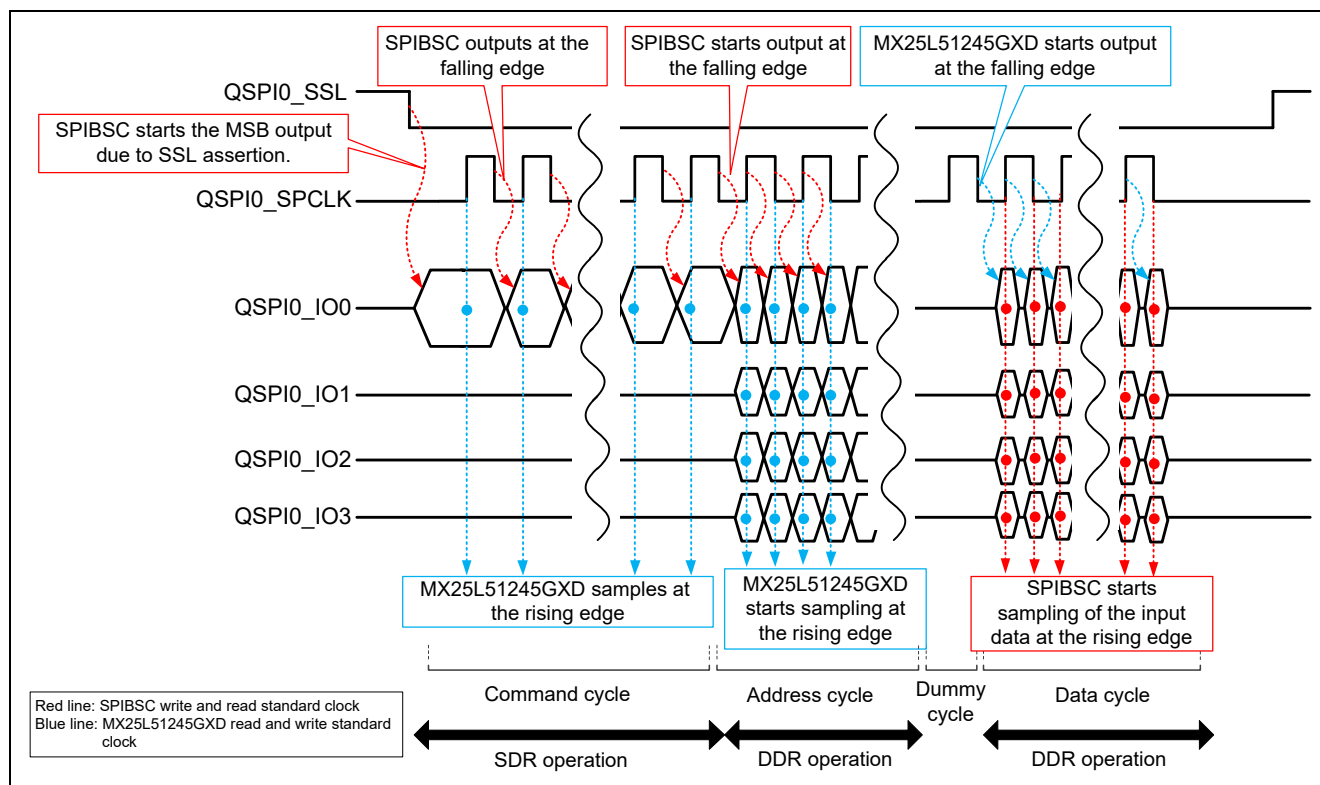 SPIBSC outputs at the
falling edge
SPIBSC starts output at
the falling edge
MX25L51245GXD starts output
at the falling edge
QSPI0_SSL
SPIBSC starts the MSB output
due to SSL assertion.
QSPI0_SPCLK
QSPI0_IO0
QSPI0_IO1
QSPI0_IO2
QSPI0_IO3
MX25L51245GXD samples at
the rising edge
MX25L51245GXD
starts sampling at
the rising edge
SPIBSC starts
sampling of the input
data at the rising edge
Command cycle
Address cycle
Dummy
cycle
Data cycle
Red line: SPIBSC write and read standard clock
Blue line: MX25L51245GXD read and write standard
clock
SDR operation
DDR operation
DDR operation